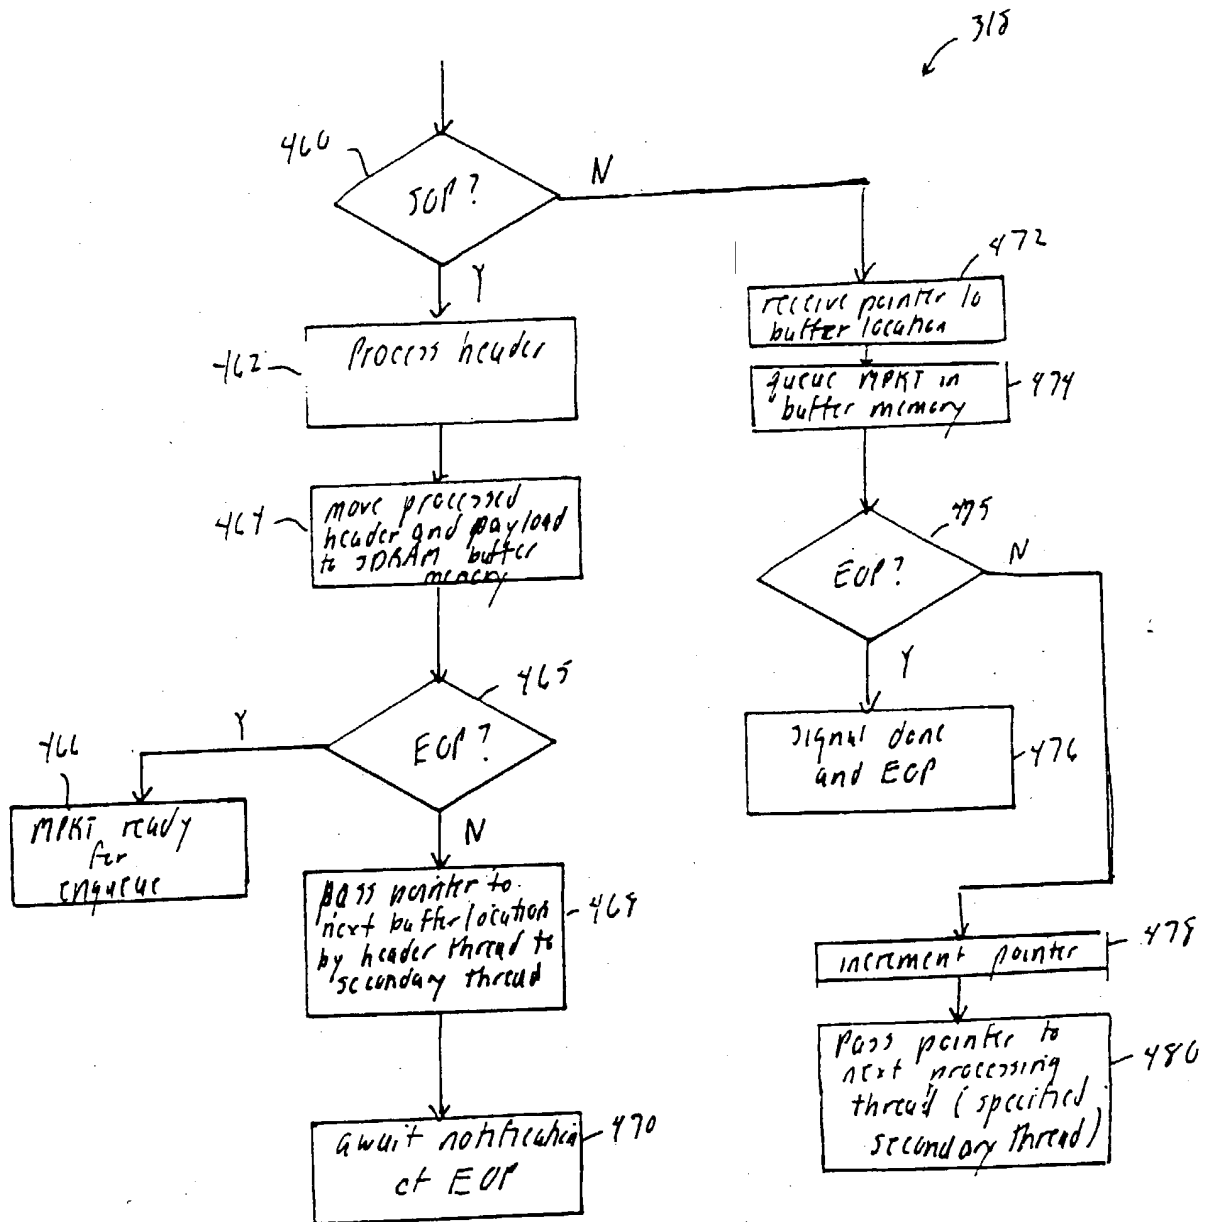 318
460
SOP?
N
Y
462
Process header
464
move processed
header and payload
to SDRAM buffer
memory
465
EOP?
Y
N
466
MPKT ready
for
enqueue
pass pointer to
next buffer location
by header thread to
secondary thread
468
await notification
of EOP
470
472
receive pointer to
buffer location
queue MPKT in
buffer memory
474
475
EOP?
N
Y
signal done
and EOP
476
increment pointer
478
Pass pointer to
next processing
thread (specified
secondary thread)
480